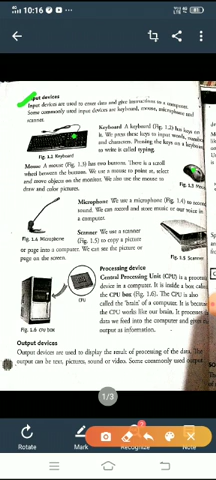 10:16
put devices
Input devices are used to enter data and give instructions to a computer.
Some commonly used input devices are keyboard, mouse, microphone and
scanner.
Keyboard A keyboard (Fig. 1.2) has keys on
it. We press these keys to input words, numbers
and characters. Pressing the keys on a keyboard
to write is called typing.
Fig. 1.2 Keyboard
Mouse A mouse (Fig. 1.3) has two buttons. There is a scroll
wheel between the buttons. We use a mouse to point at, select
and move objects on the monitor. We also use the mouse to
draw and color pictures.
Fig. 1.3 Mouse
Microphone We use a microphone (Fig. 1.4) to record
sound. We can record and store music or our voice in
a computer.
Fig. 1.4 Microphone
Scanner We use a scanner
(Fig. 1.5) to copy a picture
or page into a computer. We can see the picture or
page on the screen.
Fig. 1.5 Scanner
Processing device
Central Processing Unit (CPU) is a process
device in a computer. It is inside a box called
the CPU box (Fig. 1.6). The CPU is also
called the 'brain' of a computer. It is because
the CPU works like our brain. It processes
data we feed into the computer and gives
output as information.
CPU
Fig. 1.6 CPU box
Output devices
Output devices are used to display the result of processing of the data. The
output can be text, pictures, sound or video. Some commonly used output
1/3
Rotate
Mark
Recognize
Note